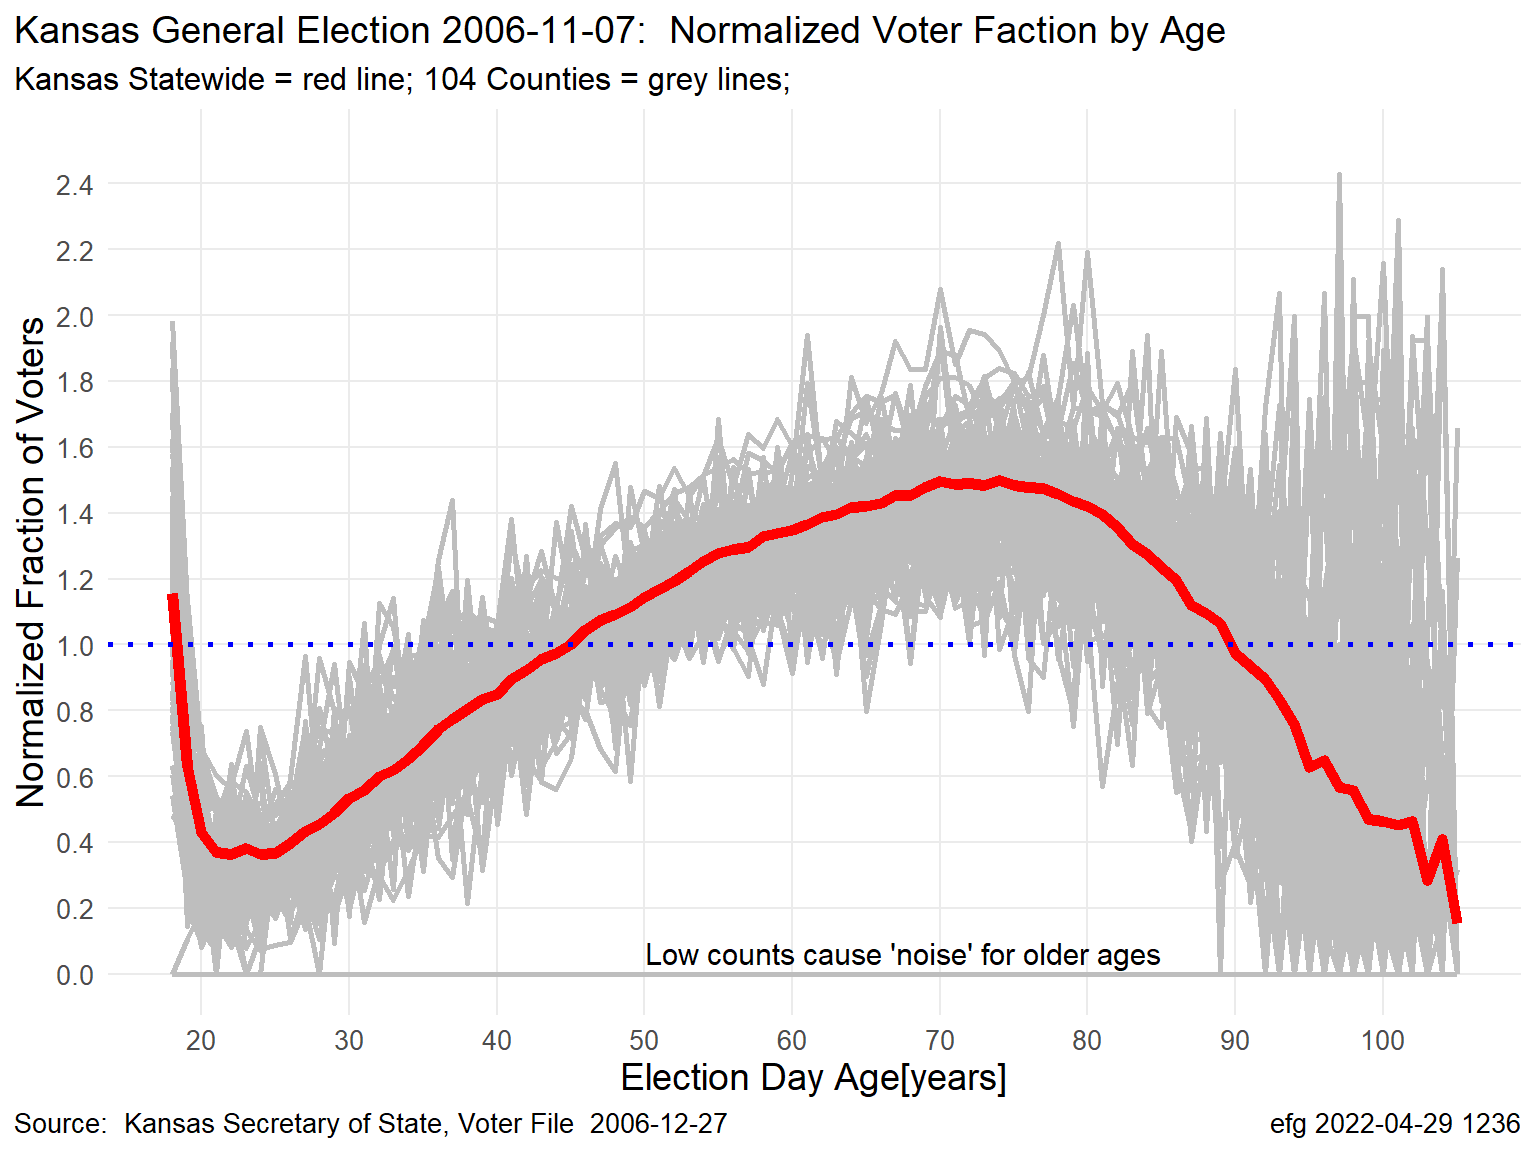 Kansas General Election 2006-11-07:  Normalized Voter Faction by Age
Kansas Statewide = red line; 104 Counties = grey lines;
Normalized Fraction of Voters
2.4
2.2
2.0
1.8
1.6
1.4
1.2
1.0
0.8
0.6
0.4
0.2
0.0
Low counts cause 'noise' for older ages
20 30 40 50 60 70 80 90 100
Election Day Age[years]
Source:  Kansas Secretary of State, Voter File  2006-12-27
efg 2022-04-29 1236